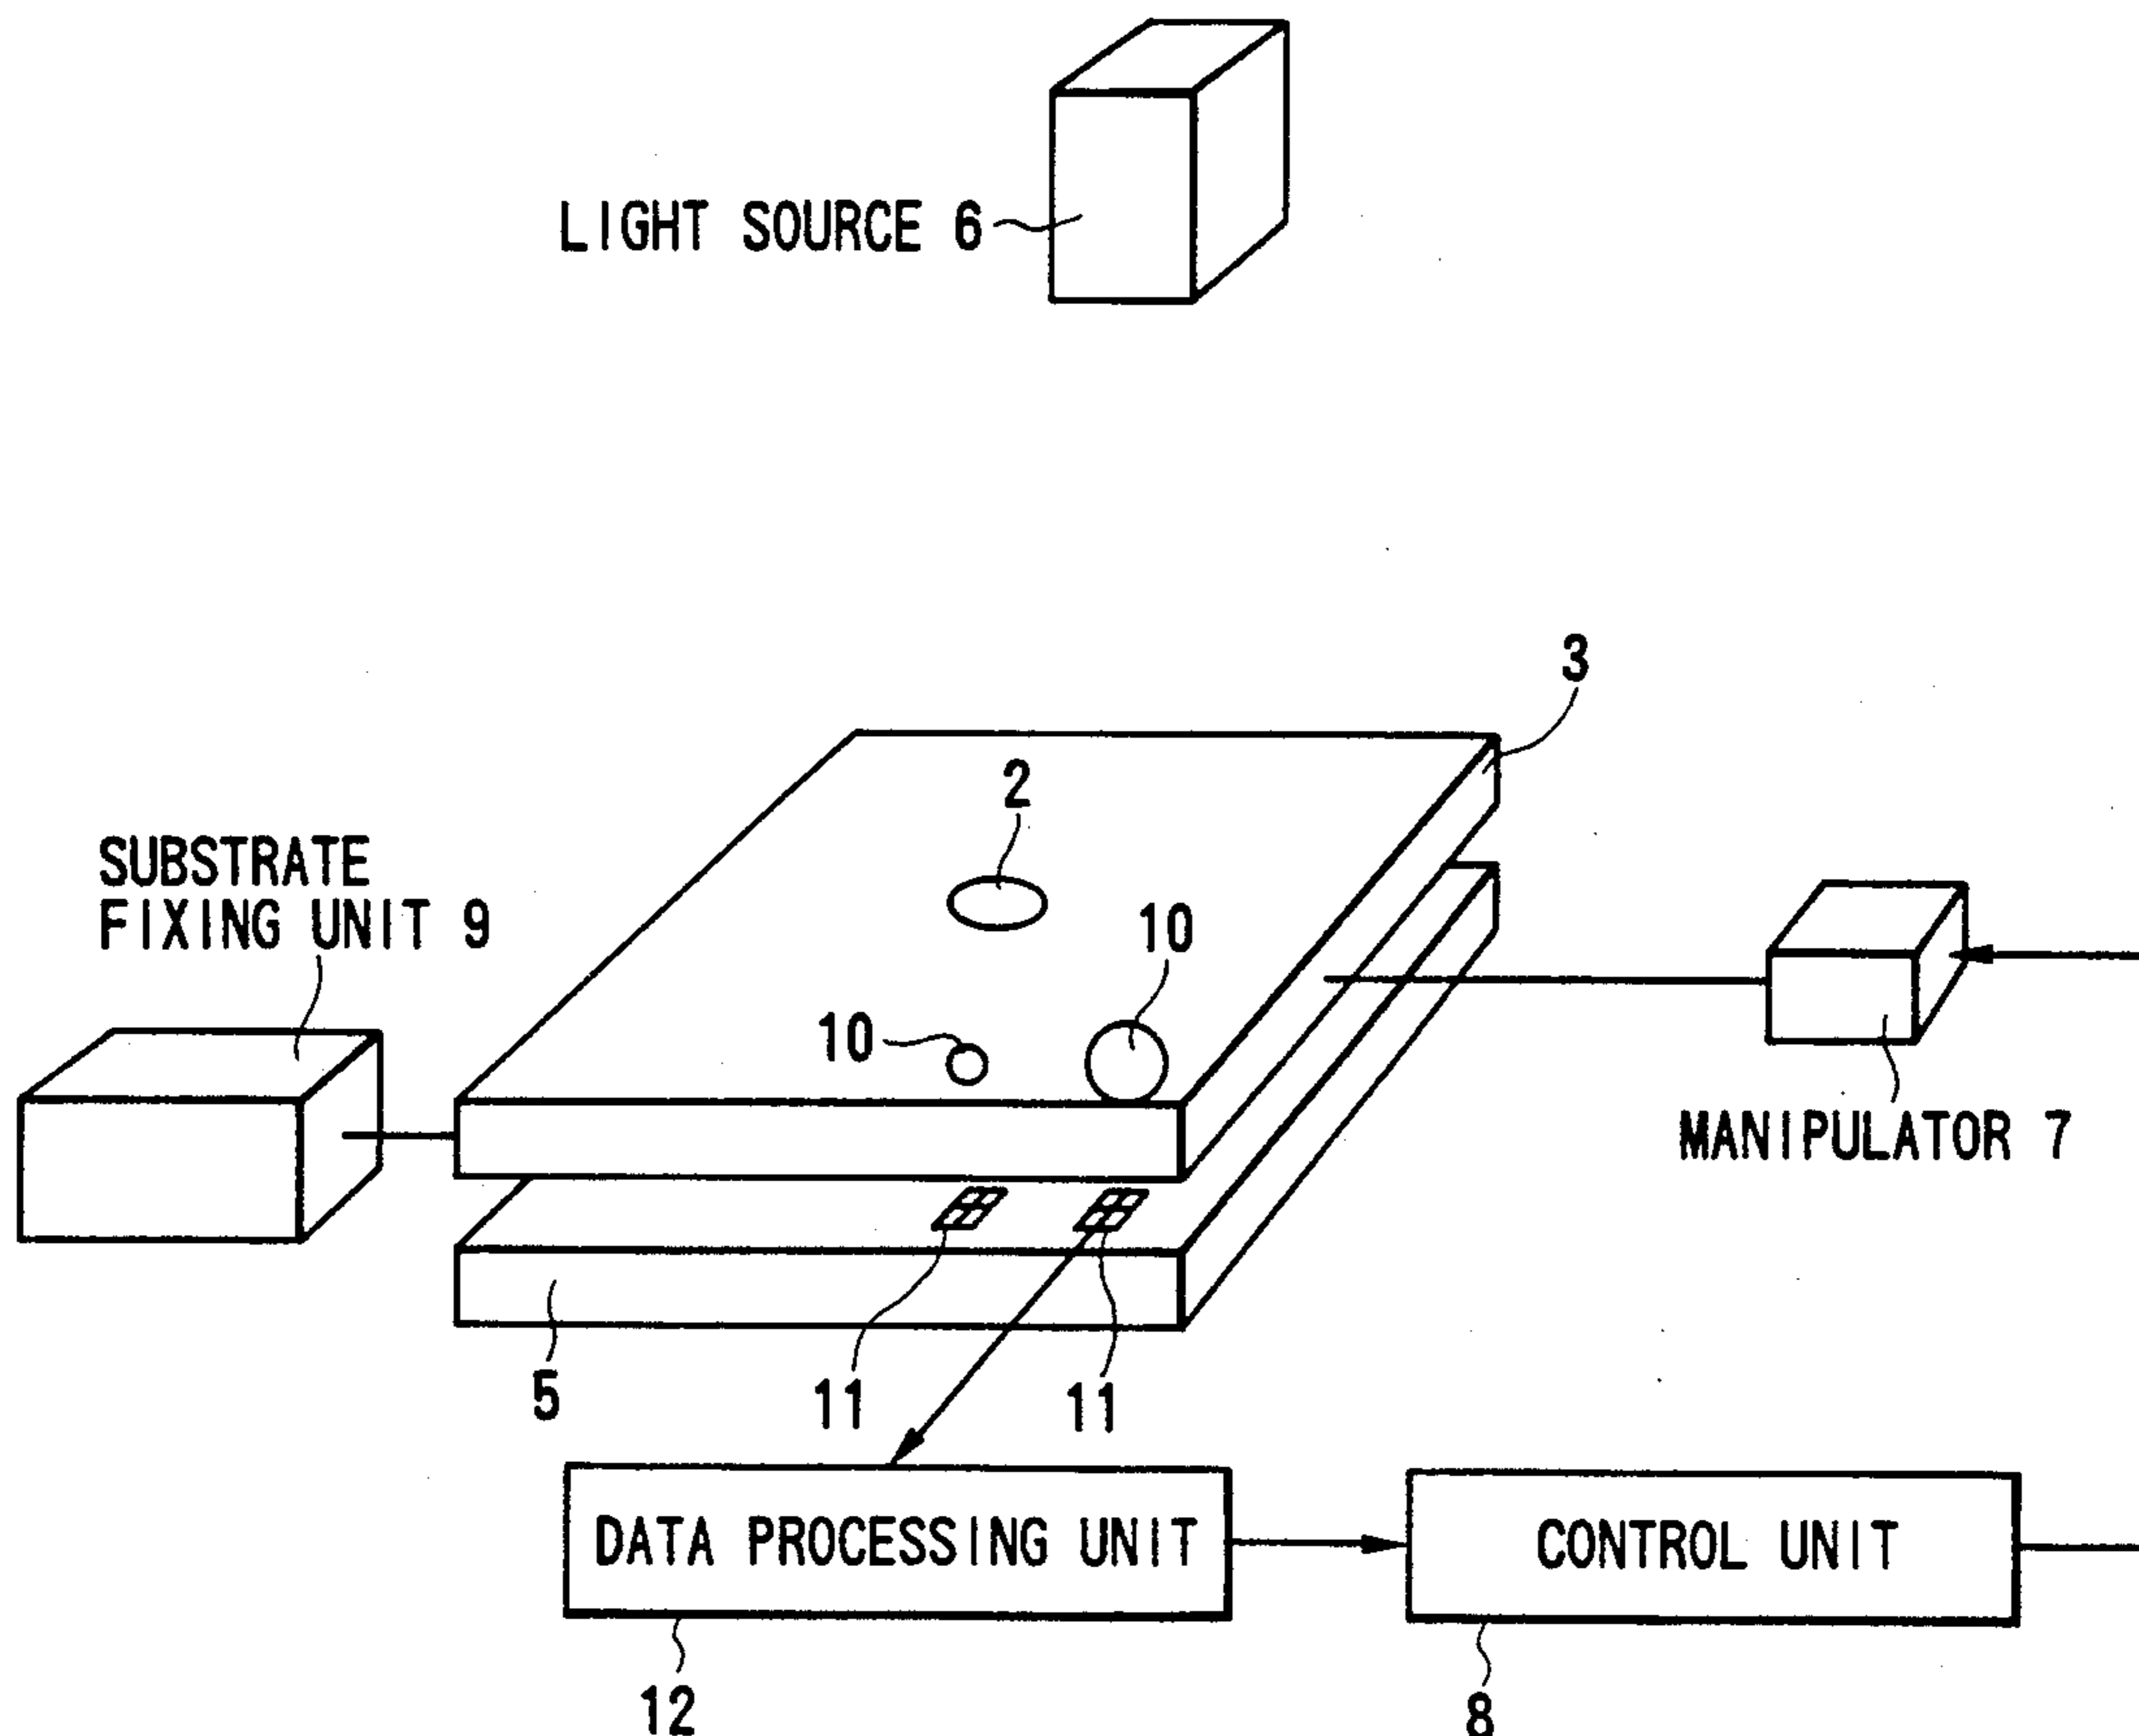 LIGHT SOURCE 6
3
2
SUBSTRATE
FIXING UNIT 9
10
10
MANIPULATOR 7
5
11
11
DATA PROCESSING UNIT
CONTROL UNIT
12
8